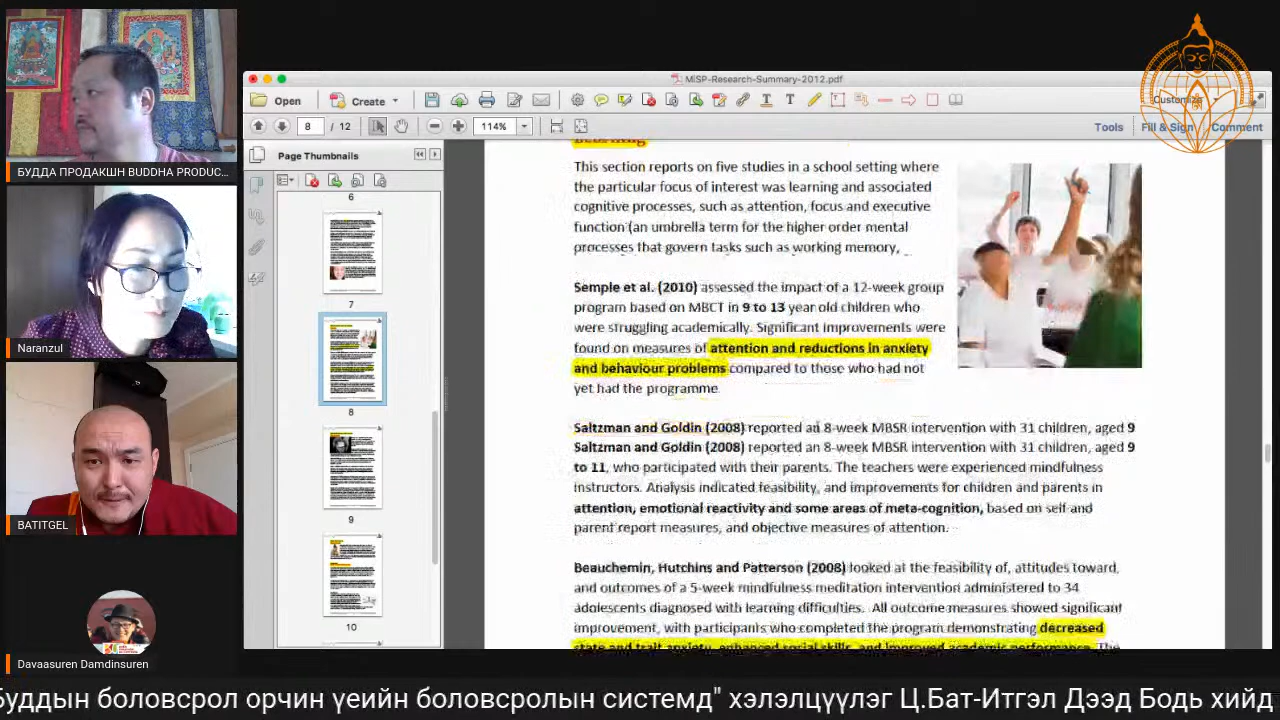 БУДДА ПРОДАКШН BUDDHA PRODUC...
Naranzul
BATITGEL
Davaasuren Damdinsuren
MiSP-Research-Summary-2012.pdf
Open
Create
Customize
8 / 12
114%
Tools
Fill & Sign
Comment
Page Thumbnails
6
7
8
9
10
This section reports on five studies in a school setting where
the particular focus of interest was learning and associated
cognitive processes, such as attention, focus and executive
function (an umbrella term for the higher order mental
processes that govern tasks such a working memory,
Semple et al. (2010) assessed the impact of a 12-week group
program based on MBCT in 9 to 13 year old children who
were struggling academically. Significant improvements were
found on measures of attention and reductions in anxiety
and behaviour problems compared to those who had not
yet had the programme.
Saltzman and Goldin (2008) reported an 8-week MBSR intervention with 31 children, aged 9
Saltzman and Goldin (2008) reported an 8-week MBSR intervention with 31 children, aged 9
to 11, who participated with their parents. The teachers were experienced mindfulness
and improvements for children and parents in
attention, emotional reactivity and some areas of meta-cognition, based on self and
parent report measures, and objective measures of attention.
Beauchemin, Hutchins and Patterson (2008) looked at the feasibility of, attitudes toward,
and outcomes of a 5-week mindfulness meditation intervention administered to 34
adolescents diagnosed with learning difficulties. All outcome measures showed significant
improvement, with participants who completed the program demonstrating decreased
state and trait anxiety, enhanced social skills, and improved academic performance. The
Буддын боловсрол орчин үеийн боловсролын системд" хэлэлцүүлэг Ц.Бат-Итгэл Дээд Бодь хийд